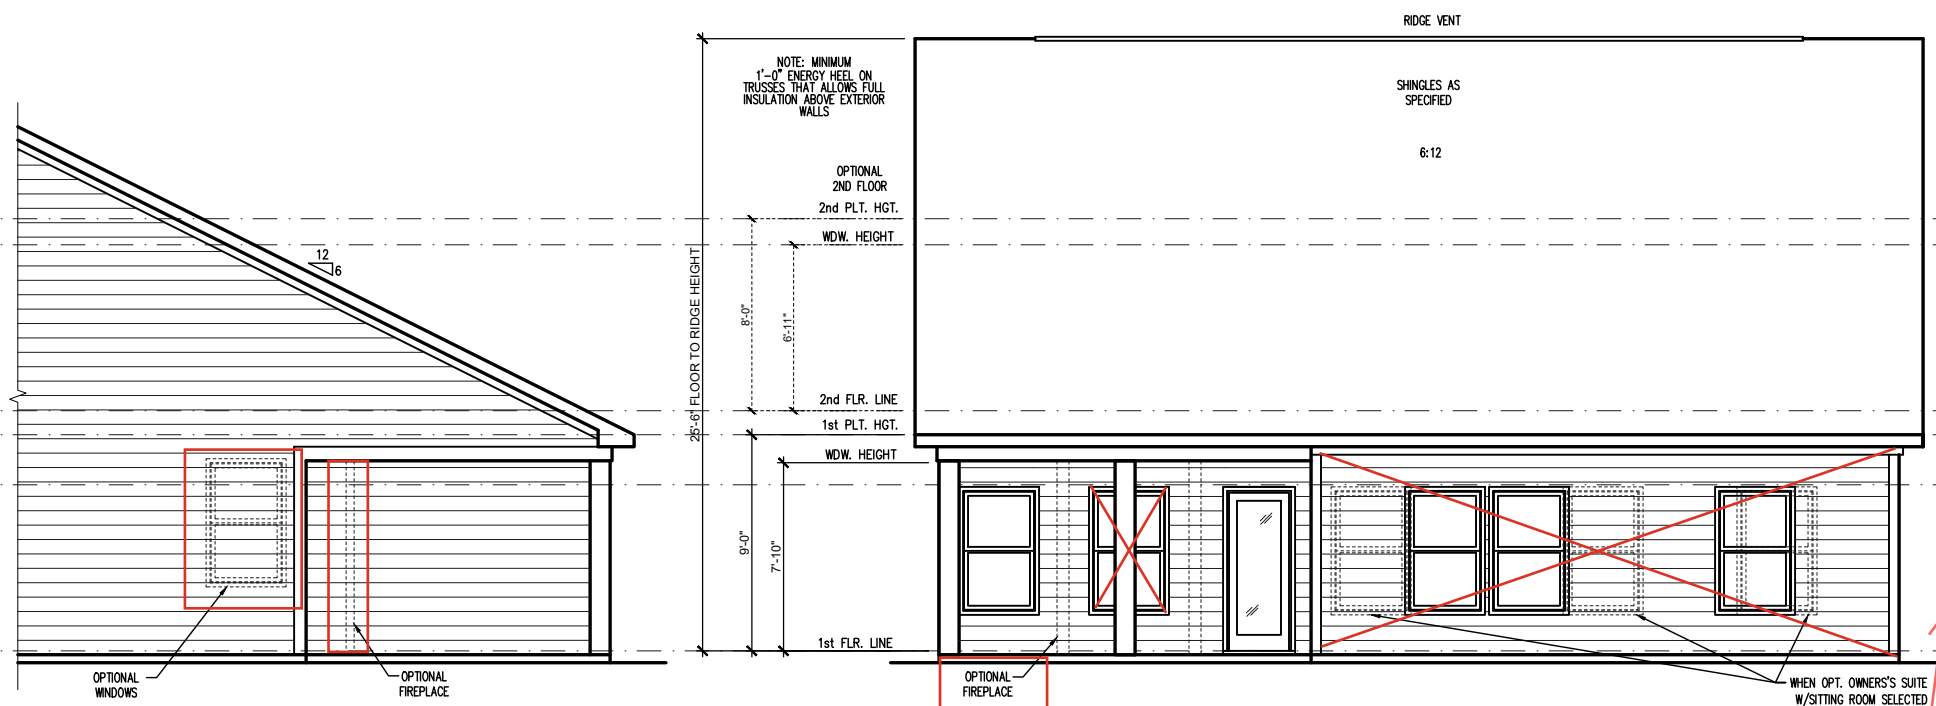 RIDGE VENT
NOTE: MINIMUM
1'-0" ENERGY HEEL ON
TRUSSES THAT ALLOWS FULL
INSULATION ABOVE EXTERIOR
WALLS
SHINGLES AS
SPECIFIED
6:12
OPTIONAL
2ND FLOOR
2nd PLT. HGT.
WDW. HEIGHT
12
6
25'-6" FLOOR TO RIDGE HEIGHT
8'-0"
6'-11"
2nd FLR. LINE
1st PLT. HGT.
WDW. HEIGHT
9'-0"
7'-10"
1st FLR. LINE
OPTIONAL
WINDOWS
OPTIONAL
FIREPLACE
OPTIONAL
FIREPLACE
WHEN OPT. OWNERS'S SUITE
W/SITTING ROOM SELECTED